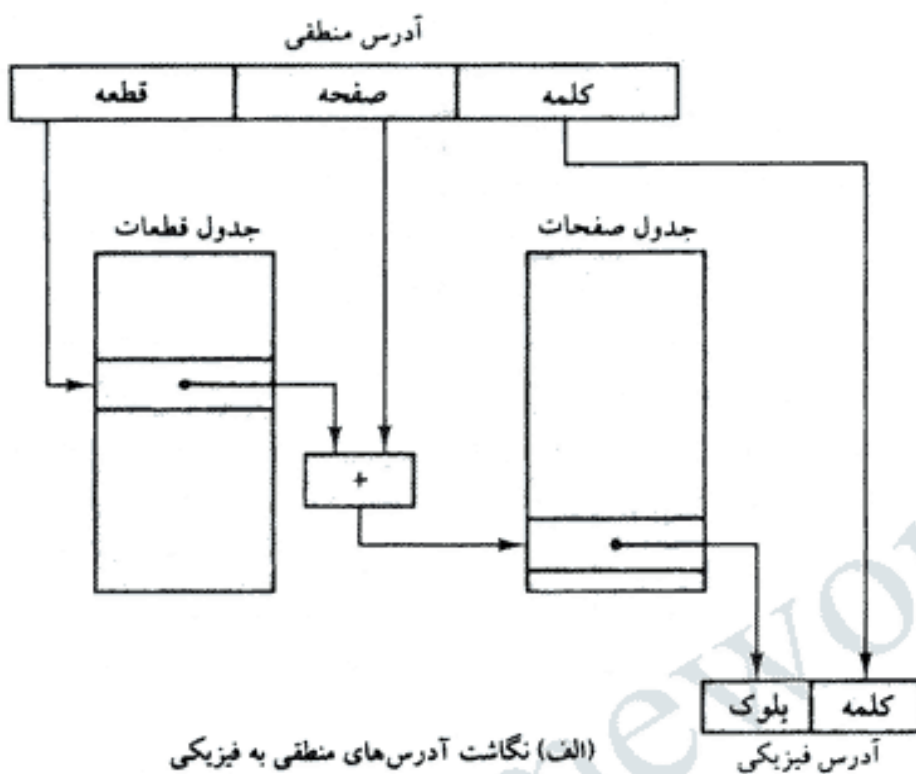 آدرس منطقی
قطعه صفحه کلمه
جدول قطعات جدول صفحات
+
بلوک کلمه
آدرس فیزیکی
(الف) نگاشت آدرس‌های منطقی به فیزیکی